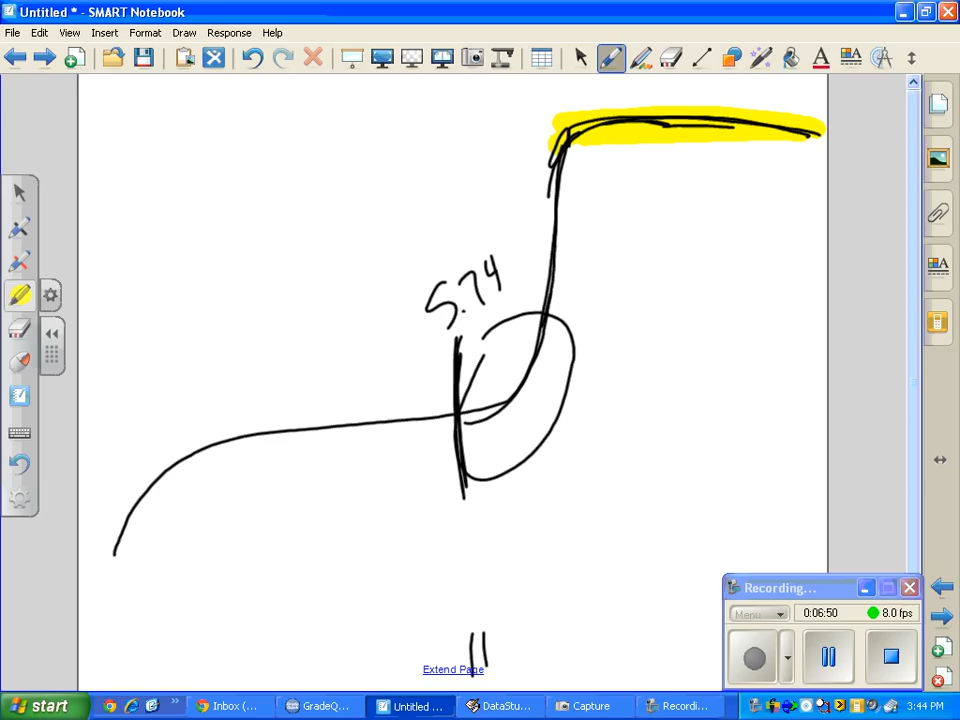 Untitled * - SMART Notebook
File Edit View Insert Format Draw Response Help
5.74
11
Extend Page
Recording...
Menu 0:06:50 8.0 fps
start Inbox (... GradeQ... Untitled ... DataStu... Capture Recordi... 3:44 PM